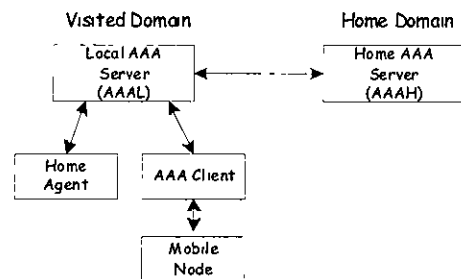 Visited Domain
Home Domain
Local AAA
Server
(AAAL)
Home AAA
Server
(AAAH)
Home
Agent
AAA Client
Mobile
Node